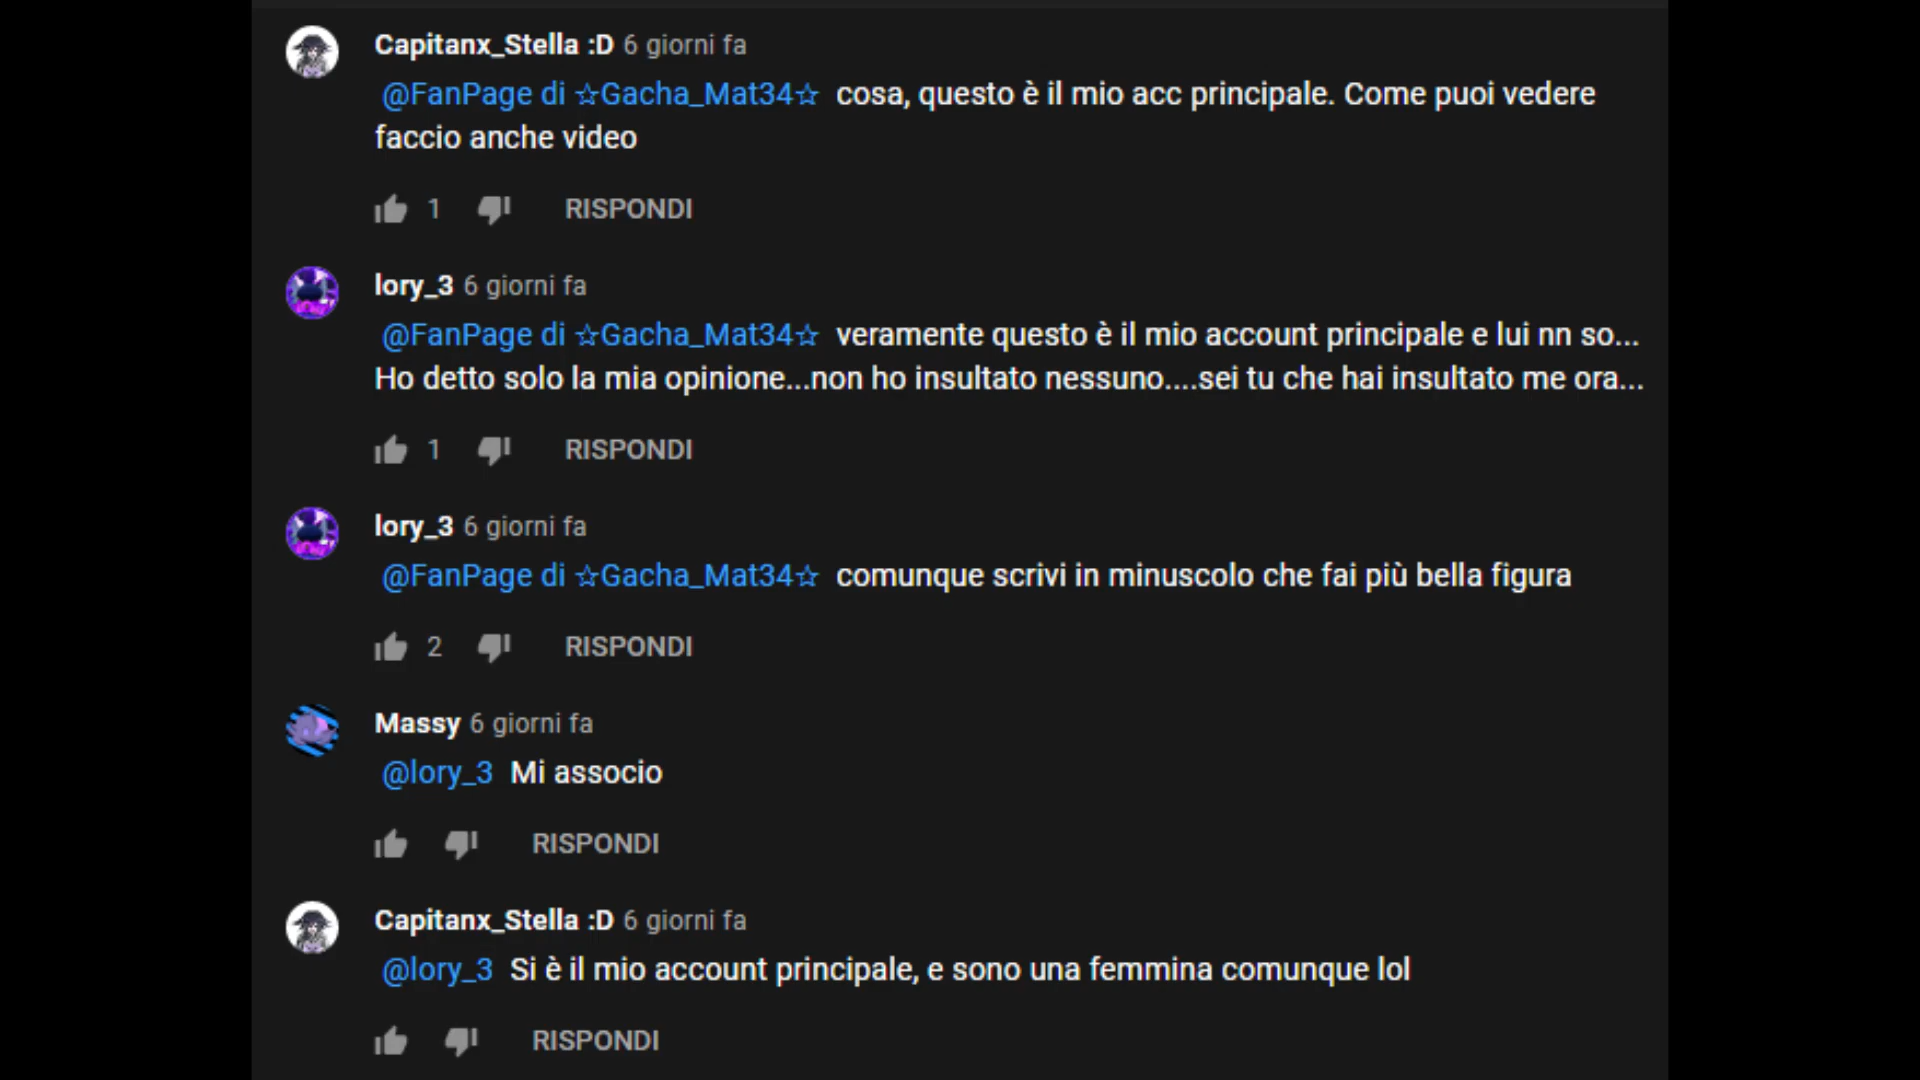 Capitanx_Stella :D 6 giorni fa
@FanPage di ☆Gacha_Mat34☆ cosa, questo è il mio acc principale. Come puoi vedere
faccio anche video
1 RISPONDI
lory_3 6 giorni fa
@FanPage di ☆Gacha_Mat34☆ veramente questo è il mio account principale e lui nn so...
Ho detto solo la mia opinione...non ho insultato nessuno....sei tu che hai insultato me ora...
1 RISPONDI
lory_3 6 giorni fa
@FanPage di ☆Gacha_Mat34☆ comunque scrivi in minuscolo che fai più bella figura
2 RISPONDI
Massy 6 giorni fa
@lory_3 Mi associo
RISPONDI
Capitanx_Stella :D 6 giorni fa
@lory_3 Si è il mio account principale, e sono una femmina comunque lol
RISPONDI